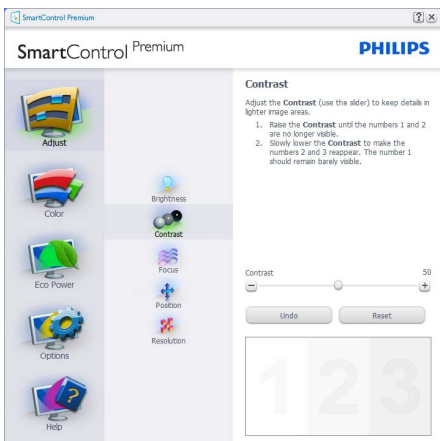 SmartControl Premium
? ×
SmartControl Premium
PHILIPS
Adjust
Color
Eco Power
Options
Help
Brightness
Contrast
Focus
Position
Resolution
Contrast
Adjust the Contrast (use the slider) to keep details in
lighter image areas.
1. Raise the Contrast until the numbers 1 and 2
are no longer visible.
2. Slowly lower the Contrast to make the
numbers 2 and 3 reappear. The number 1
should remain barely visible.
Contrast 50
Undo Reset
1 2 3